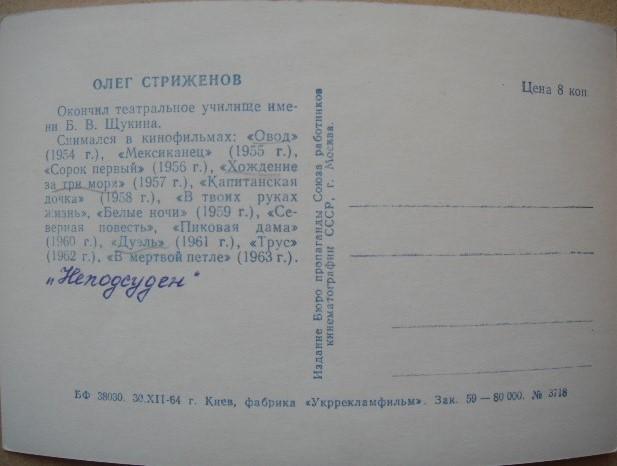 ОЛЕГ СТРИЖЕНОВ
Окончил театральное училище име-
ни Б. В. Щукина.
Снимался в кинофильмах: «Овод»
(1954 г.), «Мексиканец» (1955 г.),
«Сорок первый» (1956 г.), «Хождение
за три моря» (1957 г.), «Капитанская
дочка» (1958 г.), «В твоих руках
жизнь», «Белые ночи» (1959 г.), «Се-
верная повесть», «Пиковая дама»
(1960 г.), «Дуэль» (1961 г.), «Трус»
(1962 г.), «В мертвой петле» (1963 г.).
„Неподсуден"
Издание Бюро пропаганды Союза работников
кинематографии СССР, г. Москва.
Цена 8 коп
БФ 38030. 30.XII-64 г. Киев, фабрика «Укррекламфильм». Зак. 59 — 80 000. № 3718